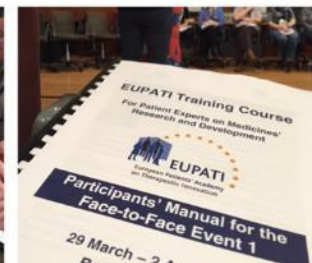 EUPATI Training Course
For Patient Experts on Medicines'
Research and Development
EUPATI
European Patients' Academy
on Therapeutic Innovation
Participants' Manual for the
Face-to-Face Event 1
29 March – 2